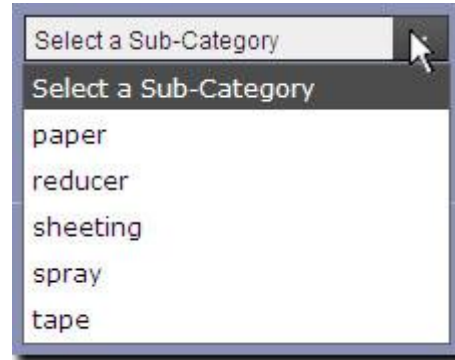 Select a Sub-Category
Select a Sub-Category
paper
reducer
sheeting
spray
tape